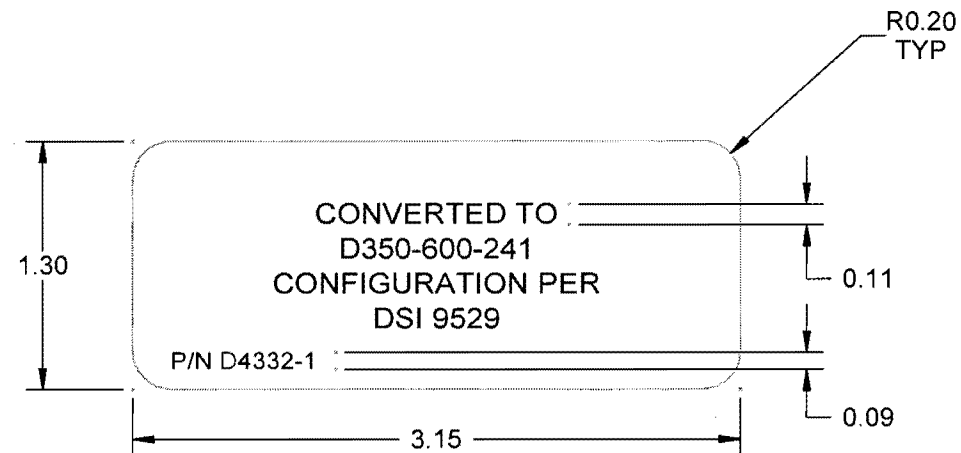 R0.20
TYP
CONVERTED TO
D350-600-241
CONFIGURATION PER
DSI 9529
P/N D4332-1
1.30
0.11
0.09
3.15